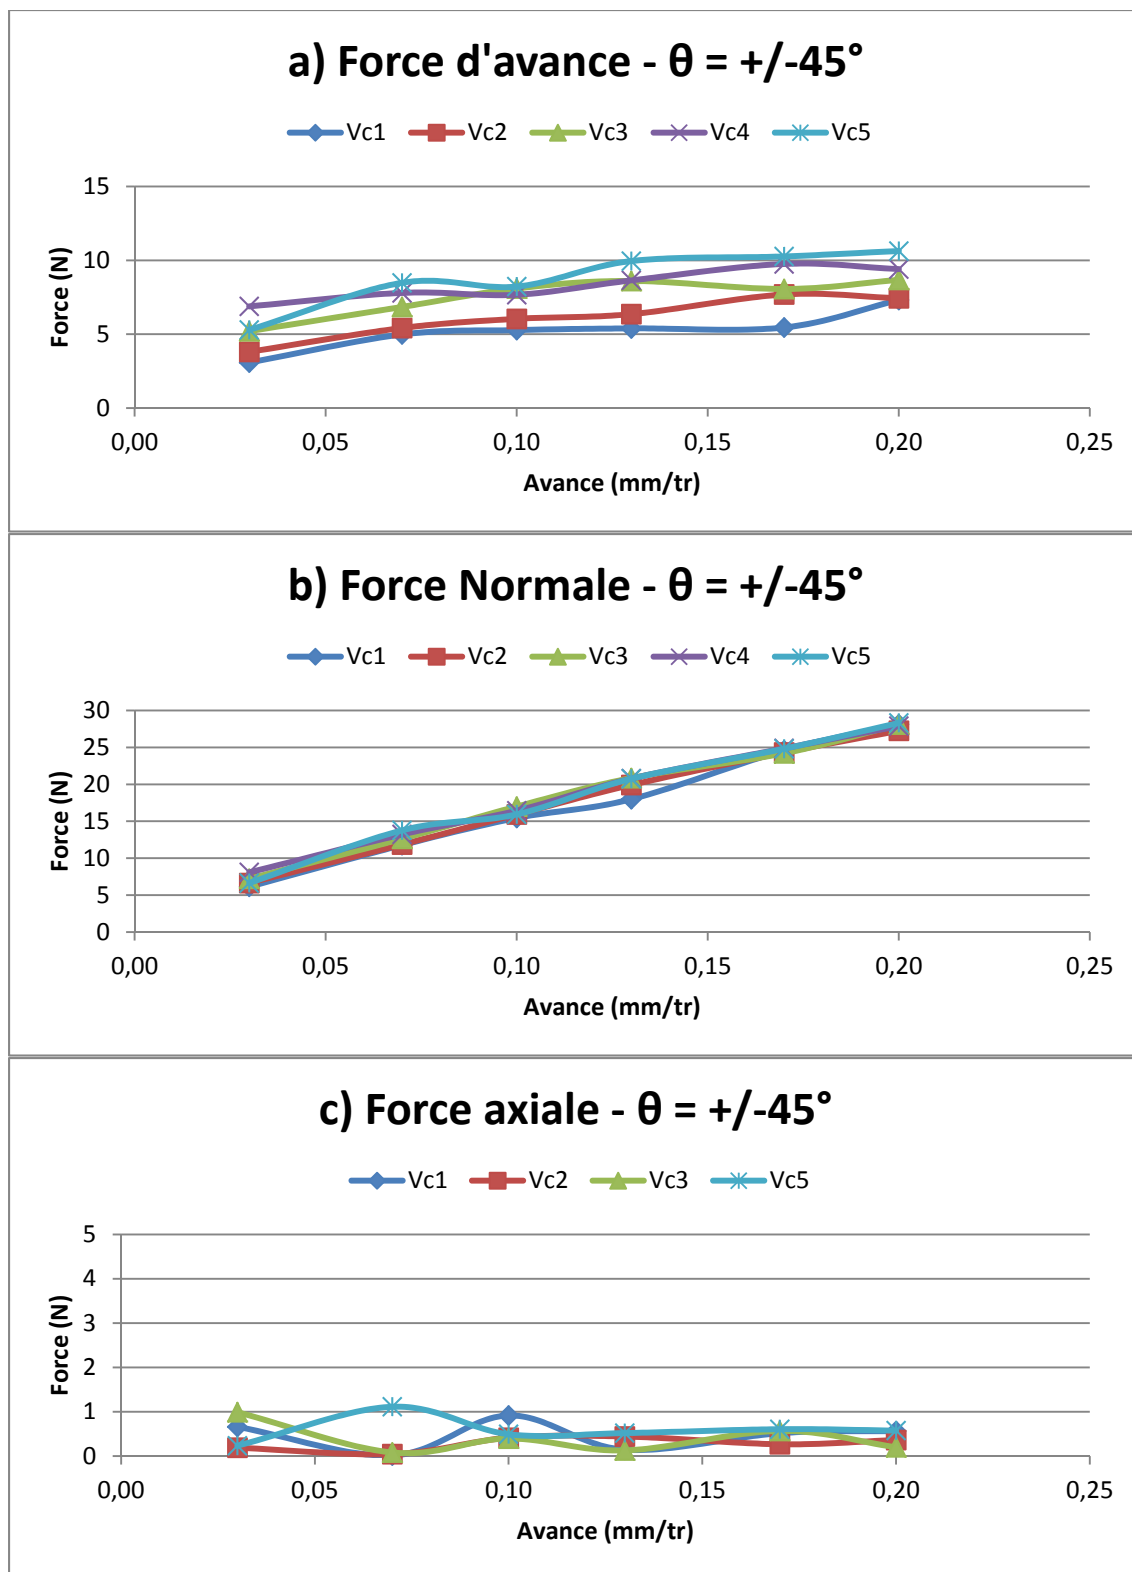 a) Force d'avance - θ = +/-45°
Vc1 Vc2 Vc3 Vc4 Vc5
15
10
5
0
Force (N)
0,00 0,05 0,10 0,15 0,20 0,25
Avance (mm/tr)
b) Force Normale - θ = +/-45°
Vc1 Vc2 Vc3 Vc4 Vc5
30
25
20
15
10
5
0
Force (N)
0,00 0,05 0,10 0,15 0,20 0,25
Avance (mm/tr)
c) Force axiale - θ = +/-45°
Vc1 Vc2 Vc3 Vc5
5
4
3
2
1
0
Force (N)
0,00 0,05 0,10 0,15 0,20 0,25
Avance (mm/tr)